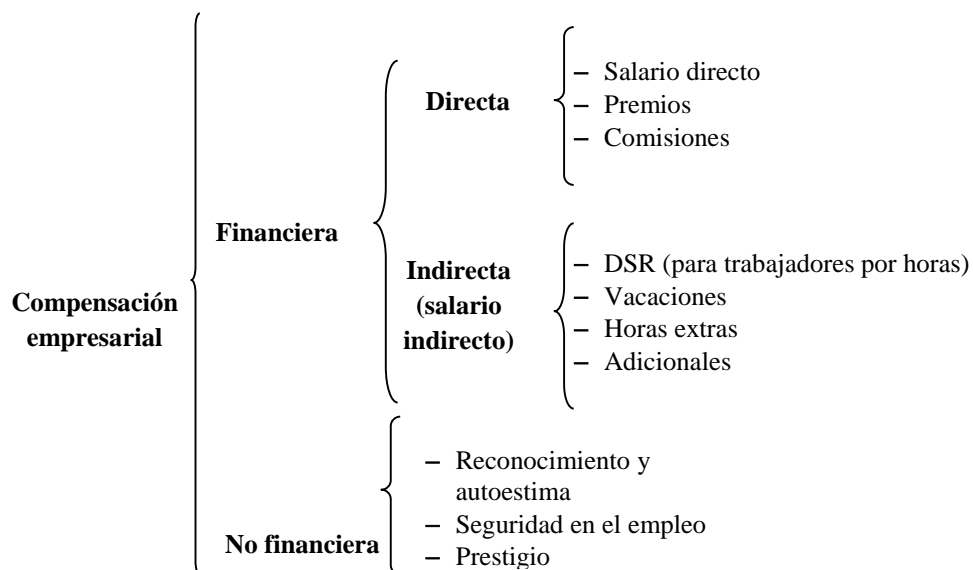 Compensación
empresarial
Financiera
Directa
– Salario directo
– Premios
– Comisiones
Indirecta
(salario
indirecto)
– DSR (para trabajadores por horas)
– Vacaciones
– Horas extras
– Adicionales
No financiera
– Reconocimiento y
autoestima
– Seguridad en el empleo
– Prestigio